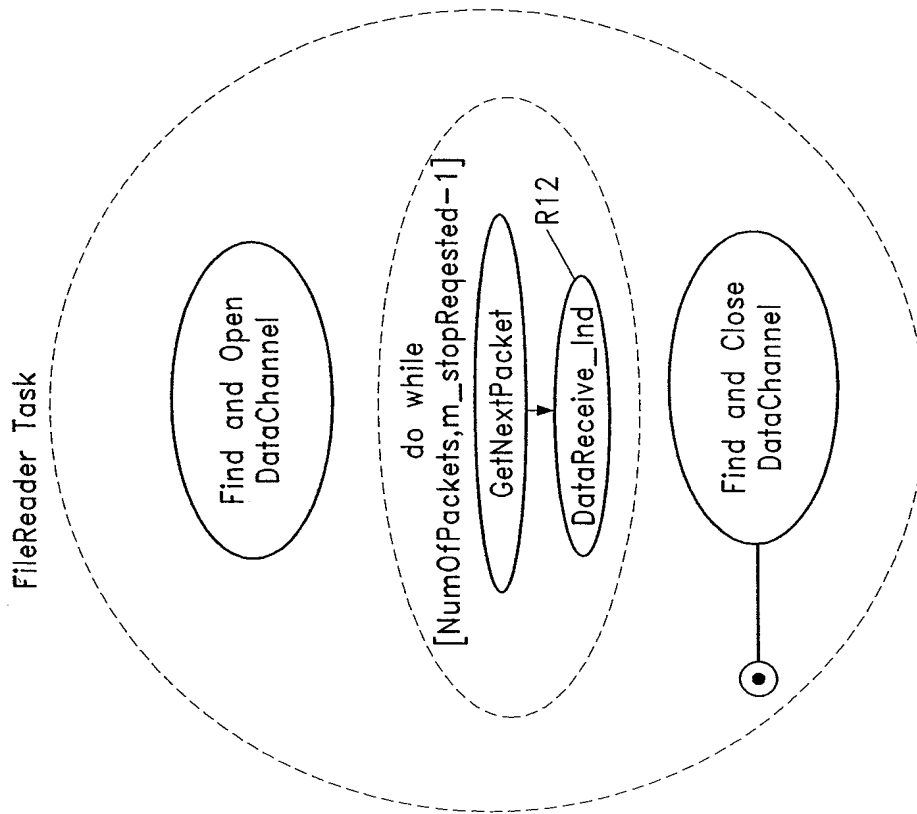 FileReader Task
Find and Open
DataChannel
do while
[NumOfPackets,m_stopReqested-1]
GetNextPacket
DataReceive_Ind
R12
Find and Close
DataChannel